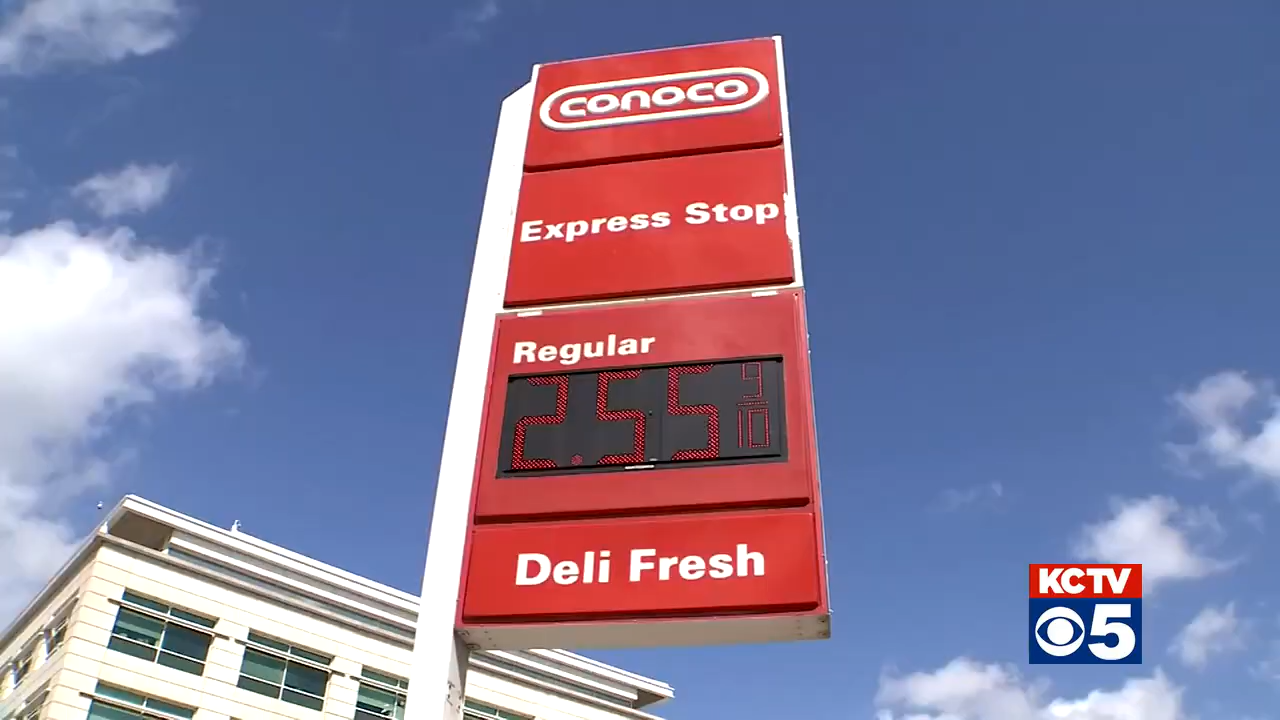 CONOCO
Express Stop
Regular
2.55 9/10
Deli Fresh
KCTV
5